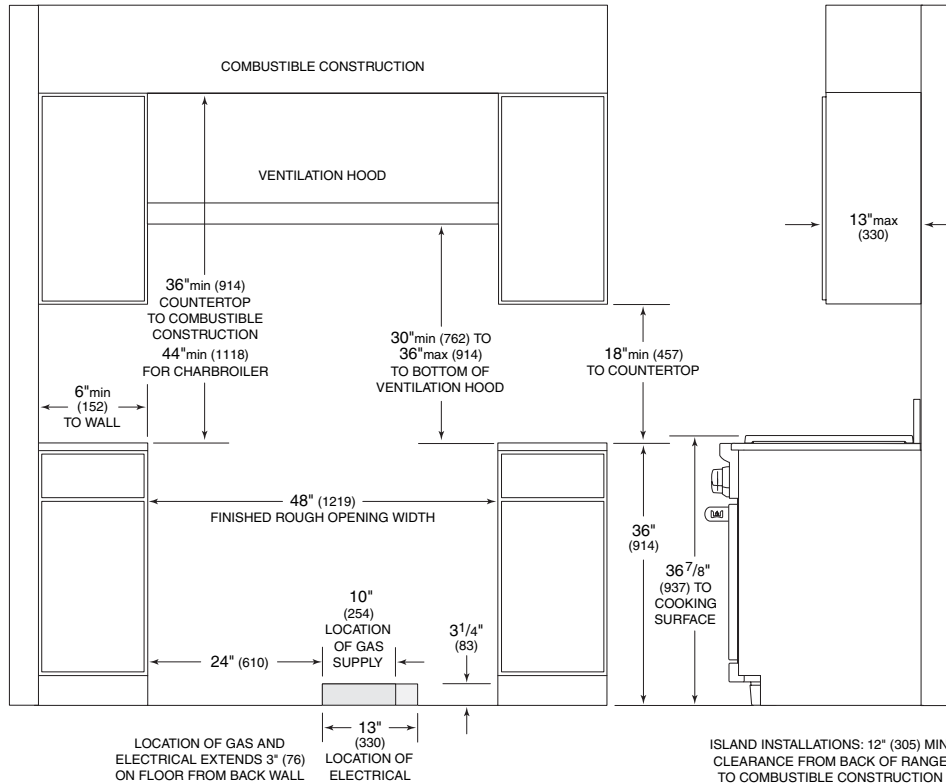 COMBUSTIBLE CONSTRUCTION
VENTILATION HOOD
13" max
(330)
36" min (914)
COUNTERTOP
TO COMBUSTIBLE
CONSTRUCTION
44" min (1118)
FOR CHARBROILER
30" min (762) TO
36" max (914)
TO BOTTOM OF
VENTILATION HOOD
18" min (457)
TO COUNTERTOP
6" min
(152)
TO WALL
48" (1219)
FINISHED ROUGH OPENING WIDTH
36"
(914)
36 7/8"
(937) TO
COOKING
SURFACE
10"
(254)
LOCATION
OF GAS
SUPPLY
3 1/4"
(83)
24" (610)
13"
(330)
LOCATION OF
ELECTRICAL
LOCATION OF GAS AND
ELECTRICAL EXTENDS 3" (76)
ON FLOOR FROM BACK WALL
ISLAND INSTALLATIONS: 12" (305) MIN
CLEARANCE FROM BACK OF RANGE
TO COMBUSTIBLE CONSTRUCTION